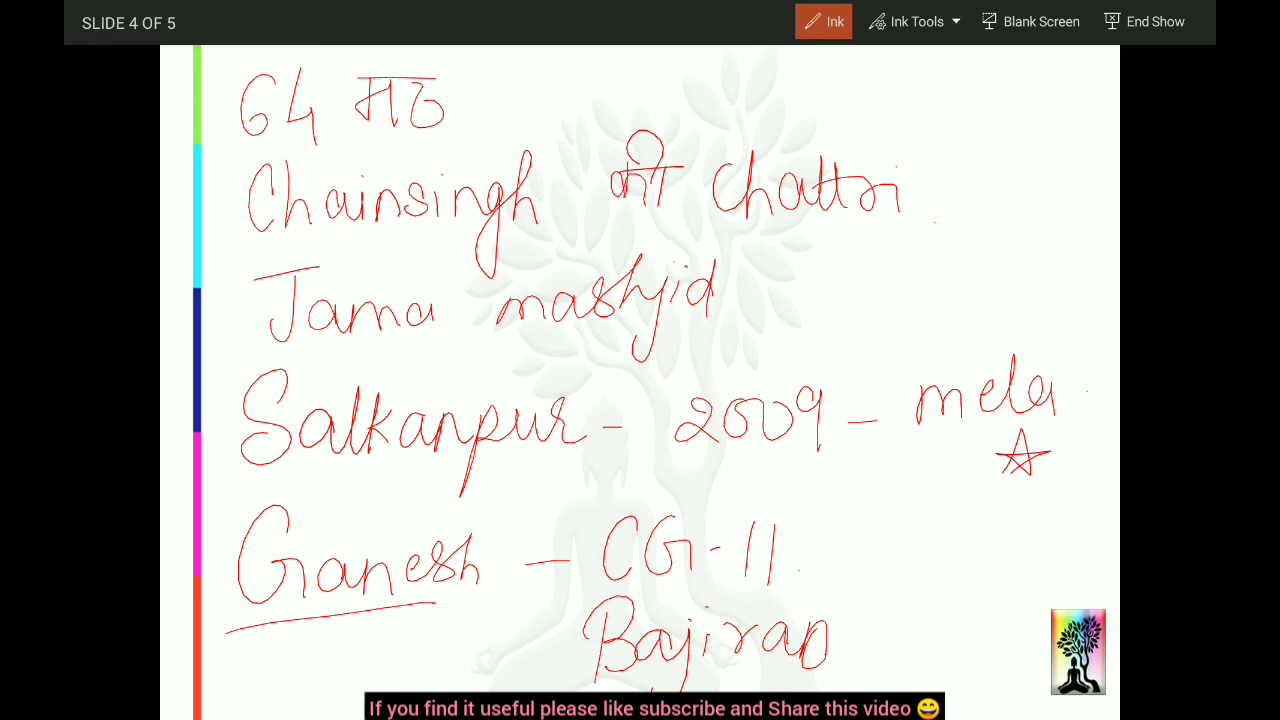 SLIDE 4 OF 5
Ink Ink Tools Blank Screen End Show
64 मठ
Chainsingh की Chattri
Jama mashjid
Salkanpur - 2009 - mela
Ganesh - CG-11
Bajirao
If you find it useful please like subscribe and Share this video 😄